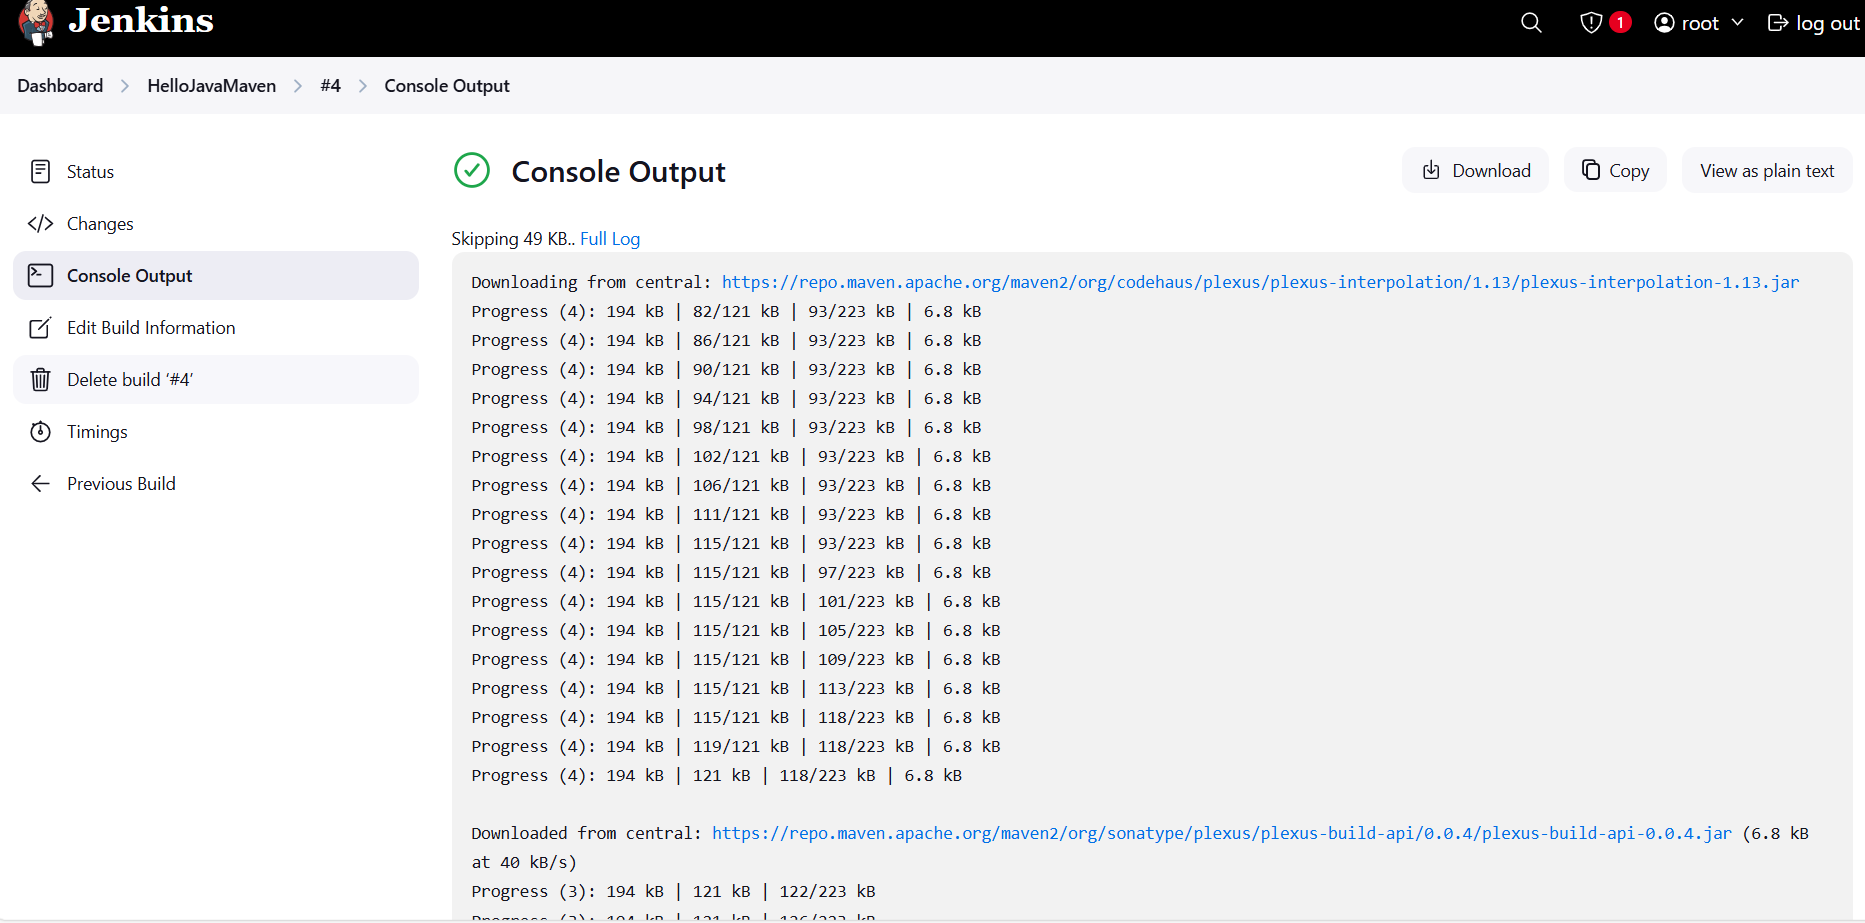 Jenkins
1
root
log out
Dashboard
HelloJavaMaven
#4
Console Output
Status
Changes
Console Output
Edit Build Information
Delete build ‘#4’
Timings
Previous Build
Console Output
Download
Copy
View as plain text
Skipping 49 KB.. Full Log
Downloading from central: https://repo.maven.apache.org/maven2/org/codehaus/plexus/plexus-interpolation/1.13/plexus-interpolation-1.13.jar
Progress (4): 194 kB | 82/121 kB | 93/223 kB | 6.8 kB
Progress (4): 194 kB | 86/121 kB | 93/223 kB | 6.8 kB
Progress (4): 194 kB | 90/121 kB | 93/223 kB | 6.8 kB
Progress (4): 194 kB | 94/121 kB | 93/223 kB | 6.8 kB
Progress (4): 194 kB | 98/121 kB | 93/223 kB | 6.8 kB
Progress (4): 194 kB | 102/121 kB | 93/223 kB | 6.8 kB
Progress (4): 194 kB | 106/121 kB | 93/223 kB | 6.8 kB
Progress (4): 194 kB | 111/121 kB | 93/223 kB | 6.8 kB
Progress (4): 194 kB | 115/121 kB | 93/223 kB | 6.8 kB
Progress (4): 194 kB | 115/121 kB | 97/223 kB | 6.8 kB
Progress (4): 194 kB | 115/121 kB | 101/223 kB | 6.8 kB
Progress (4): 194 kB | 115/121 kB | 105/223 kB | 6.8 kB
Progress (4): 194 kB | 115/121 kB | 109/223 kB | 6.8 kB
Progress (4): 194 kB | 115/121 kB | 113/223 kB | 6.8 kB
Progress (4): 194 kB | 115/121 kB | 118/223 kB | 6.8 kB
Progress (4): 194 kB | 119/121 kB | 118/223 kB | 6.8 kB
Progress (4): 194 kB | 121 kB | 118/223 kB | 6.8 kB
Downloaded from central: https://repo.maven.apache.org/maven2/org/sonatype/plexus/plexus-build-api/0.0.4/plexus-build-api-0.0.4.jar (6.8 kB
at 40 kB/s)
Progress (3): 194 kB | 121 kB | 122/223 kB
Progress (3): 194 kB | 121 kB | 126/223 kB